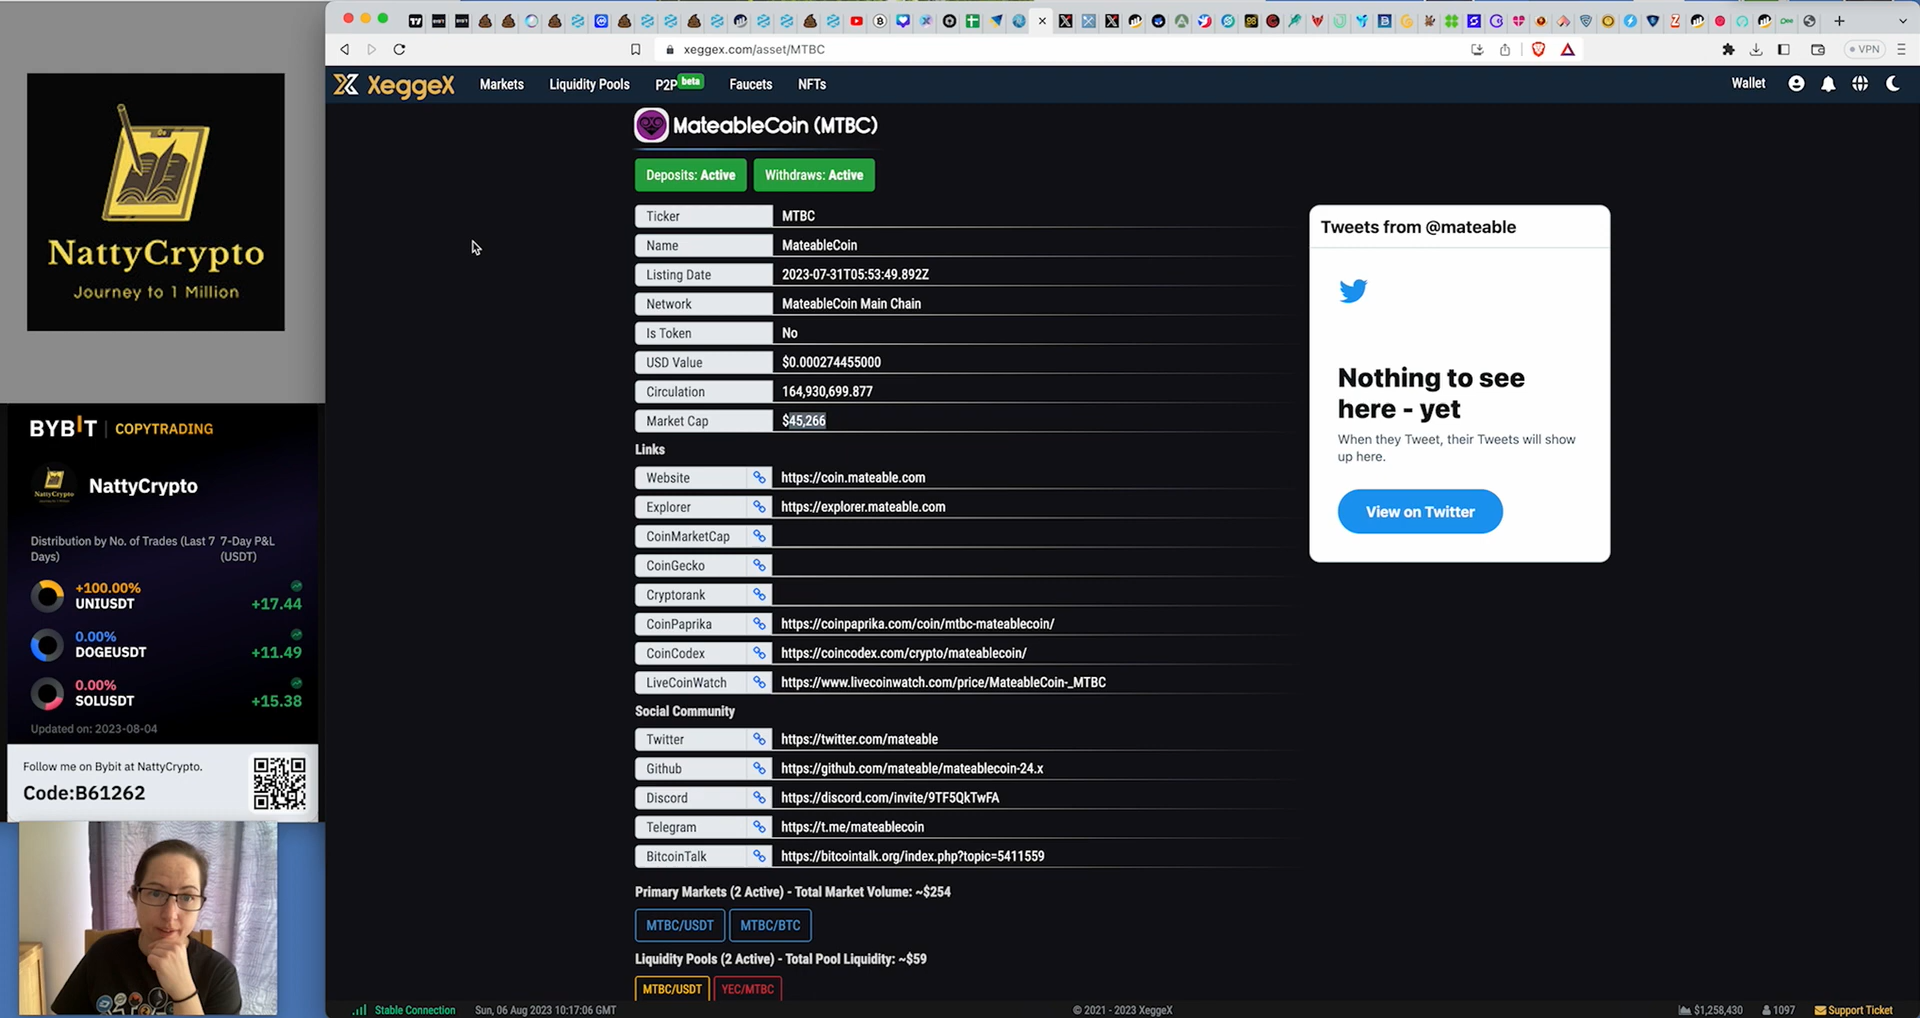 xeggex.com/asset/MTBC
VPN
XeggeX
Markets
Liquidity Pools
P2P beta
Faucets
NFTs
Wallet
MateableCoin (MTBC)
Deposits: Active
Withdraws: Active
Ticker MTBC
Name MateableCoin
Listing Date 2023-07-31T05:53:49.892Z
Network MateableCoin Main Chain
Is Token No
USD Value $0.000274455000
Circulation 164,930,699.877
Market Cap $45,266
Links
Website https://coin.mateable.com
Explorer https://explorer.mateable.com
CoinMarketCap
CoinGecko
Cryptorank
CoinPaprika https://coinpaprika.com/coin/mtbc-mateablecoin/
CoinCodex https://coincodex.com/crypto/mateablecoin/
LiveCoinWatch https://www.livecoinwatch.com/price/MateableCoin-_MTBC
Social Community
Twitter https://twitter.com/mateable
Github https://github.com/mateable/mateablecoin-24.x
Discord https://discord.com/invite/9TF5QkTwFA
Telegram https://t.me/mateablecoin
BitcoinTalk https://bitcointalk.org/index.php?topic=5411559
Primary Markets (2 Active) - Total Market Volume: ~$254
MTBC/USDT
MTBC/BTC
Liquidity Pools (2 Active) - Total Pool Liquidity: ~$59
MTBC/USDT
YEC/MTBC
Tweets from @mateable
Nothing to see
here - yet
When they Tweet, their Tweets will show
up here.
View on Twitter
Stable Connection
Sun, 06 Aug 2023 10:17:06 GMT
© 2021 - 2023 XeggeX
$1,258,430
1097
Support Ticket
NattyCrypto
Journey to 1 Million
BYBIT | COPYTRADING
NattyCrypto
NattyCrypto
Distribution by No. of Trades (Last 7
Days)
7-Day P&L
(USDT)
+100.00%
UNIUSDT
+17.44
0.00%
DOGEUSDT
+11.49
0.00%
SOLUSDT
+15.38
Updated on: 2023-08-04
Follow me on Bybit at NattyCrypto.
Code:B61262